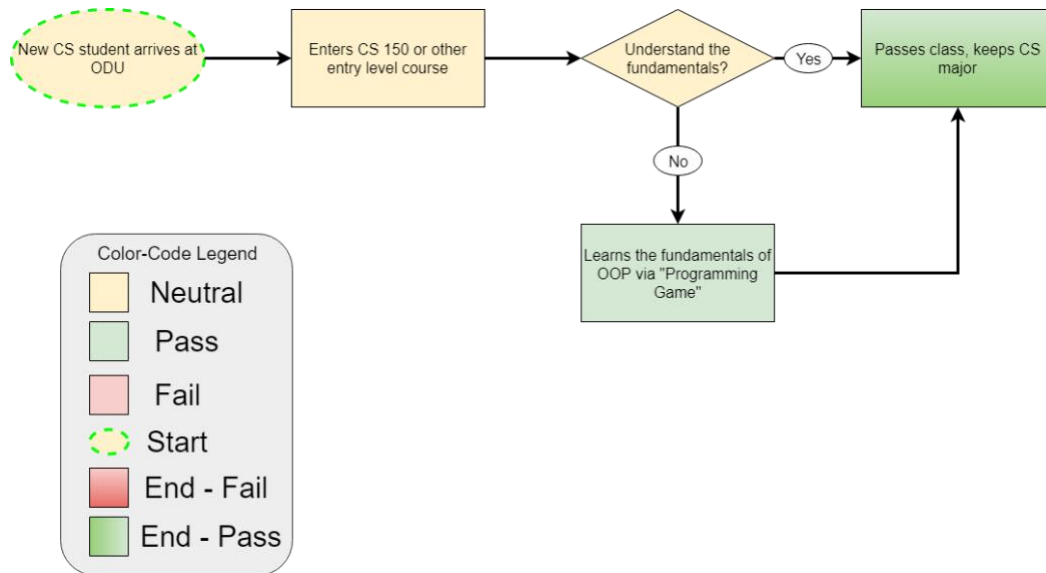 New CS student arrives at
ODU
Enters CS 150 or other
entry level course
Understand the
fundamentals?
Yes
Passes class, keeps CS
major
No
Learns the fundamentals of
OOP via "Programming
Game"
Color-Code Legend
Neutral
Pass
Fail
Start
End - Fail
End - Pass